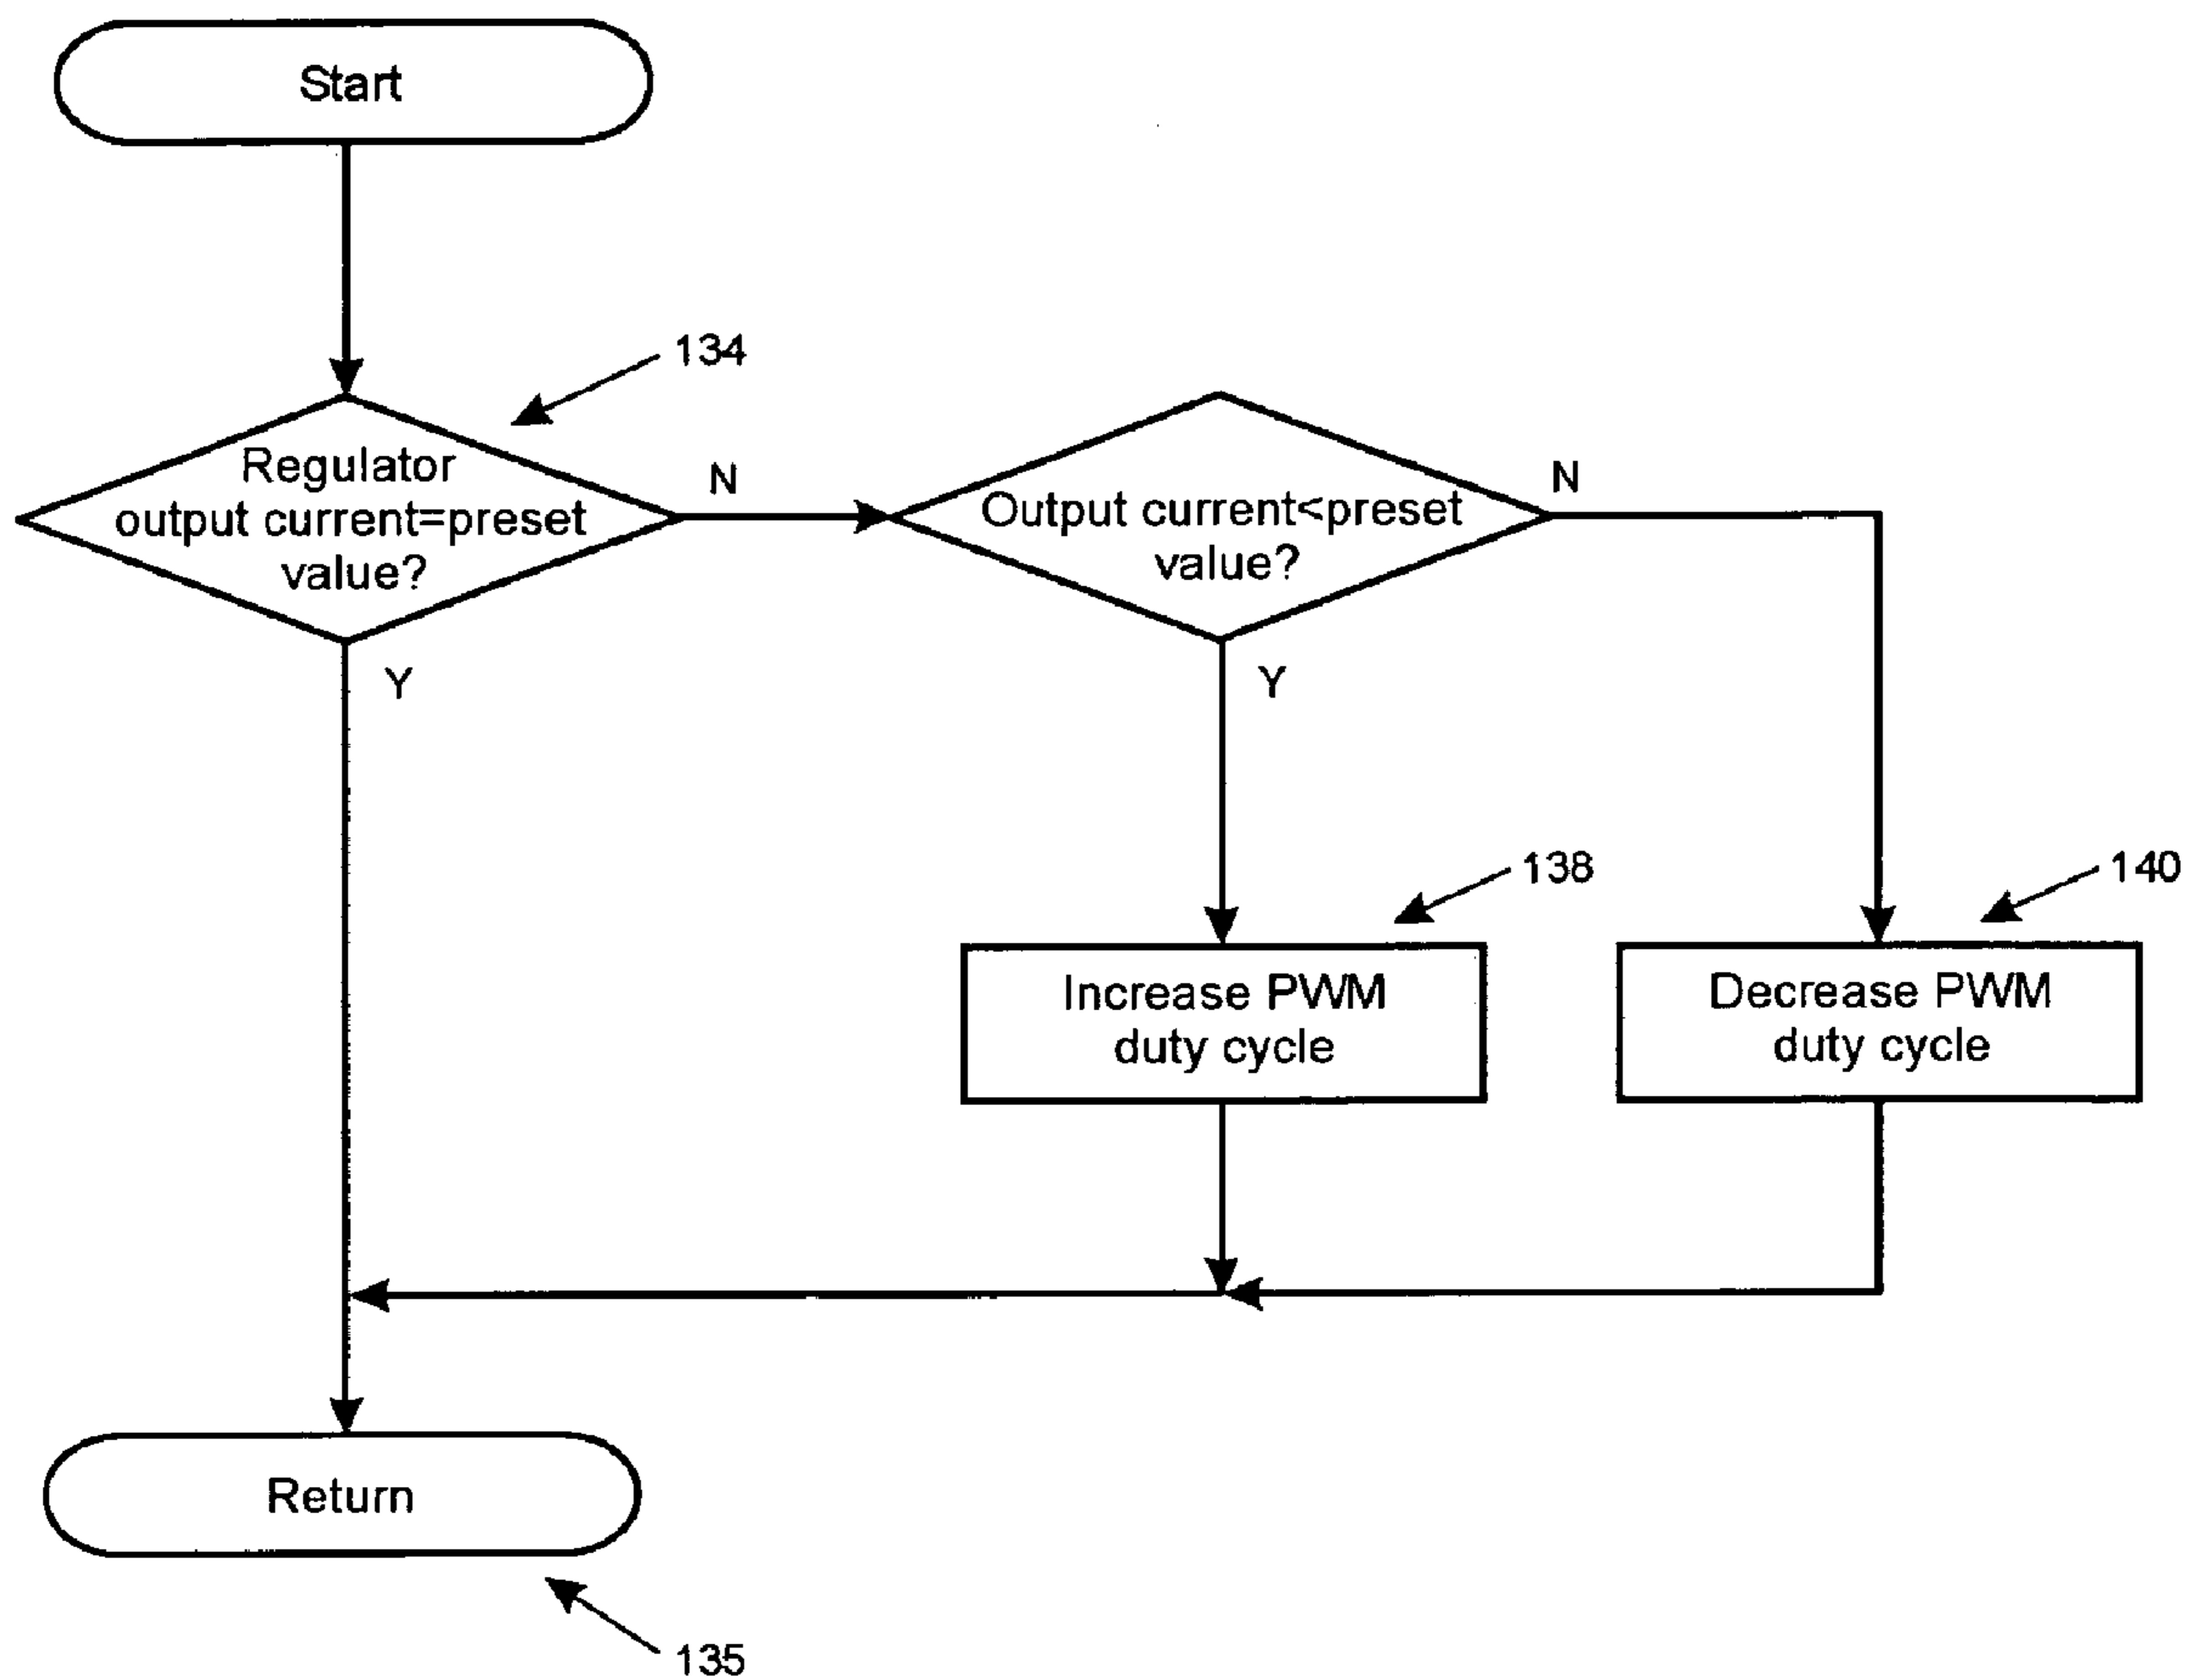 Start
134
Regulator
output current=preset
value?
N
Output current<preset
value?
N
Y
Y
138
140
Increase PWM
duty cycle
Decrease PWM
duty cycle
Return
135